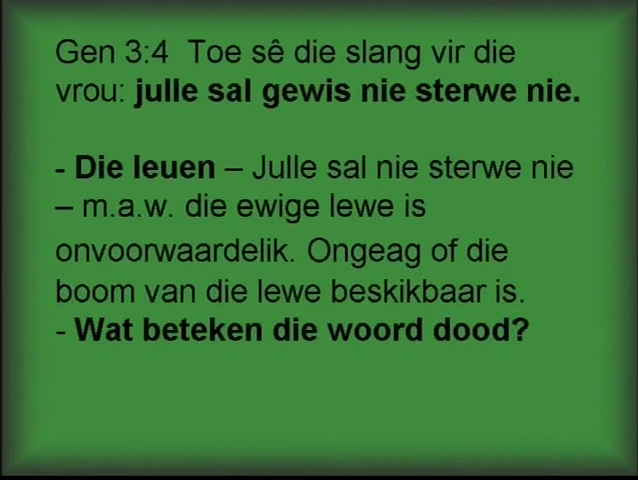 Gen 3:4  Toe sê die slang vir die
vrou: julle sal gewis nie sterwe nie.
- Die leuen – Julle sal nie sterwe nie
– m.a.w. die ewige lewe is
onvoorwaardelik. Ongeag of die
boom van die lewe beskikbaar is.
- Wat beteken die woord dood?